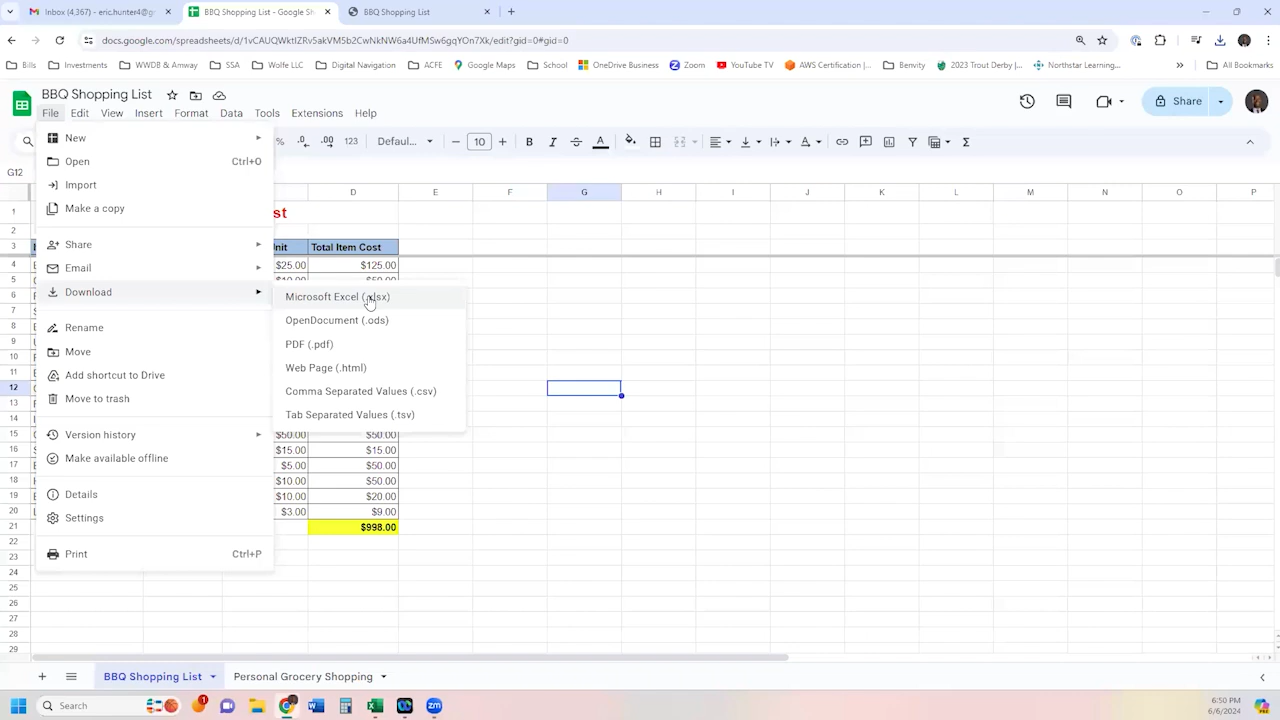 Inbox (4,367) - eric.hunter4@g
BBQ Shopping List - Google Sh
BBQ Shopping List
docs.google.com/spreadsheets/d/1vCAUQWktIZRv5akVM5b2CwNkNW6a4UfMSw6gqYOn7Xk/edit?gid=0#gid=0
Bills
Investments
WWDB & Amway
SSA
Wolfe LLC
Digital Navigation
ACFE
Google Maps
School
OneDrive Business
Zoom
YouTube TV
AWS Certification |...
Benvity
2023 Trout Derby •...
Northstar Learning...
All Bookmarks
BBQ Shopping List
File Edit View Insert Format Data Tools Extensions Help
Share
% .0 .00 123 Defaul... 10 B I A
G12
D E F G H I J K L M N O P
1 st
2
3 Unit Total Item Cost
4 $25.00 $125.00
5
6
7
8
9
10
11
12
13
14
15 $50.00 $50.00
16 $15.00 $15.00
17 $5.00 $50.00
18 $10.00 $50.00
19 $10.00 $20.00
20 $3.00 $9.00
21 $998.00
22
23
24
25
26
27
28
29
New
Open Ctrl+O
Import
Make a copy
Share
Email
Download
Rename
Move
Add shortcut to Drive
Move to trash
Version history
Make available offline
Details
Settings
Print Ctrl+P
Microsoft Excel (.xlsx)
OpenDocument (.ods)
PDF (.pdf)
Web Page (.html)
Comma Separated Values (.csv)
Tab Separated Values (.tsv)
BBQ Shopping List
Personal Grocery Shopping
Search
6:50 PM
6/6/2024